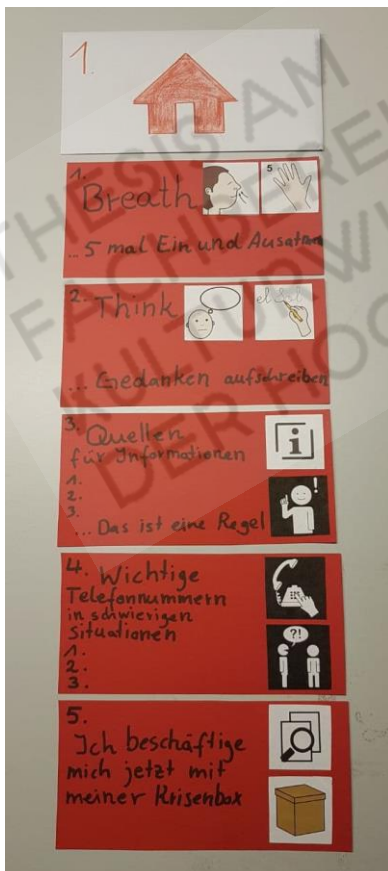 1.
1.
Breath
5
... 5 mal Ein und Ausatmen
2. Think
... Gedanken aufschreiben
3.
Quellen
für Informationen
i
1.
2.
3.
!
... Das ist eine Regel
4. Wichtige
Telefonnummern
in schwierigen
Situationen
?!
1.
2.
3.
5.
Ich beschäftige
mich jetzt mit
meiner Krisenbox
THESIS AM